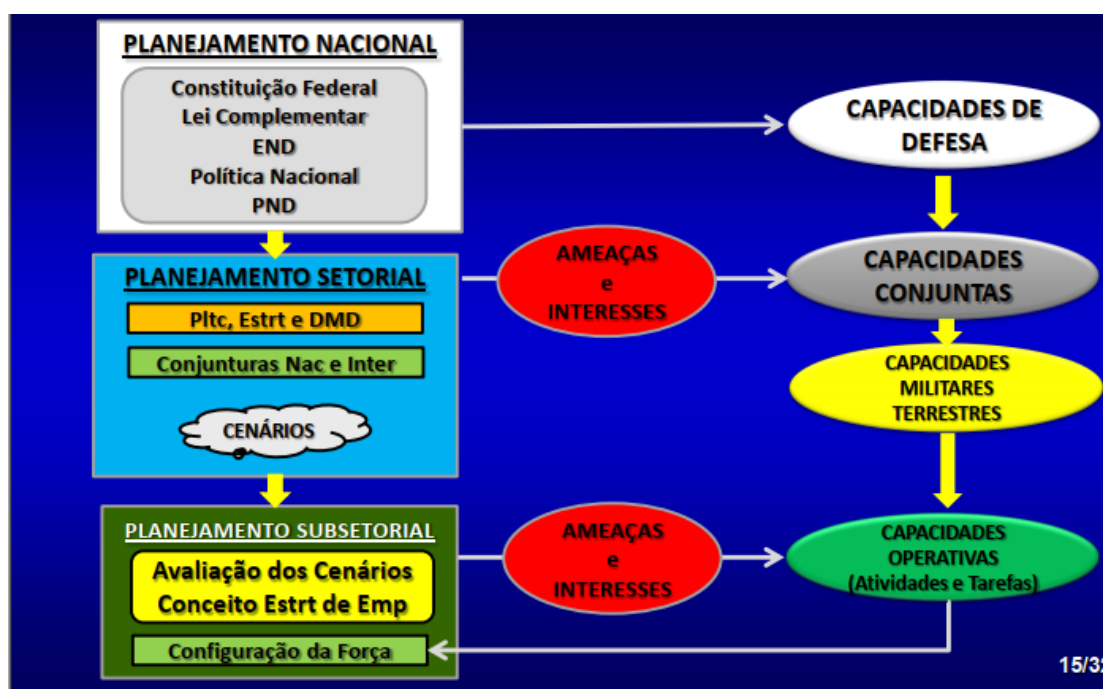 PLANEJAMENTO NACIONAL
Constituição Federal
Lei Complementar
END
Política Nacional
PND
CAPACIDADES DE
DEFESA
PLANEJAMENTO SETORIAL
Pltc, Estrt e DMD
Conjunturas Nac e Inter
CENÁRIOS
AMEAÇAS
e
INTERESSES
CAPACIDADES
CONJUNTAS
CAPACIDADES
MILITARES
TERRESTRES
PLANEJAMENTO SUBSETORIAL
Avaliação dos Cenários
Conceito Estrt de Emp
Configuração da Força
AMEAÇAS
e
INTERESSES
CAPACIDADES
OPERATIVAS
(Atividades e Tarefas)
15/32